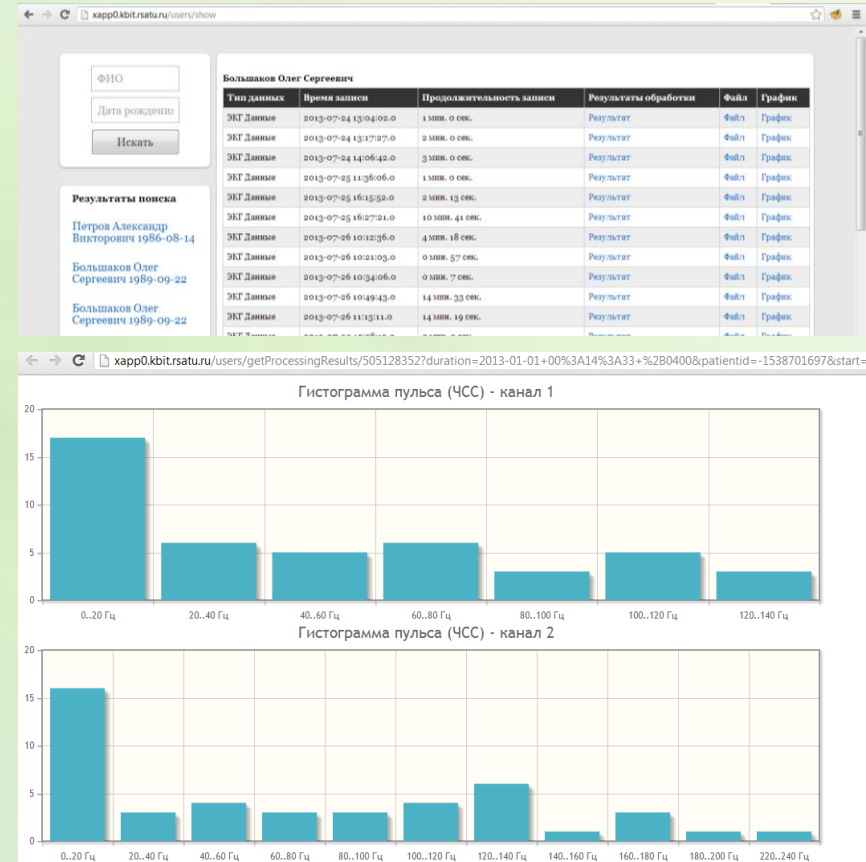 xapp0.kbit.rsatu.ru/users/show
ФИО
Дата рождени
Искать
Результаты поиска
Петров Александр
Викторович 1986-08-14
Большаков Олег
Сергеевич 1989-09-22
Большаков Олег
Сергеевич 1989-09-22
Большаков Олег Сергеевич
Тип данных Время записи Продолжительность записи Результаты обработки Файл График
ЭКГ Данные 2013-07-24 13:04:02.0 1 мин. 0 сек. Результат Файл График
ЭКГ Данные 2013-07-24 13:17:27.0 2 мин. 0 сек. Результат Файл График
ЭКГ Данные 2013-07-24 14:06:42.0 3 мин. 0 сек. Результат Файл График
ЭКГ Данные 2013-07-25 11:36:06.0 1 мин. 0 сек. Результат Файл График
ЭКГ Данные 2013-07-25 16:15:52.0 2 мин. 13 сек. Результат Файл График
ЭКГ Данные 2013-07-25 16:27:21.0 10 мин. 41 сек. Результат Файл График
ЭКГ Данные 2013-07-26 10:12:36.0 4 мин. 18 сек. Результат Файл График
ЭКГ Данные 2013-07-26 10:21:03.0 0 мин. 57 сек. Результат Файл График
ЭКГ Данные 2013-07-26 10:34:06.0 0 мин. 7 сек. Результат Файл График
ЭКГ Данные 2013-07-26 10:49:43.0 14 мин. 33 сек. Результат Файл График
ЭКГ Данные 2013-07-26 11:13:11.0 14 мин. 19 сек. Результат Файл График
xapp0.kbit.rsatu.ru/users/getProcessingResults/505128352?duration=2013-01-01+00%3A14%3A33+%2B0400&patientid=-1538701697&start=
Гистограмма пульса (ЧСС) - канал 1
20
15
10
5
0
0..20 Гц 20..40 Гц 40..60 Гц 60..80 Гц 80..100 Гц 100..120 Гц 120..140 Гц
Гистограмма пульса (ЧСС) - канал 2
20
15
10
5
0
0..20 Гц 20..40 Гц 40..60 Гц 60..80 Гц 80..100 Гц 100..120 Гц 120..140 Гц 140..160 Гц 160..180 Гц 180..200 Гц 220..240 Гц